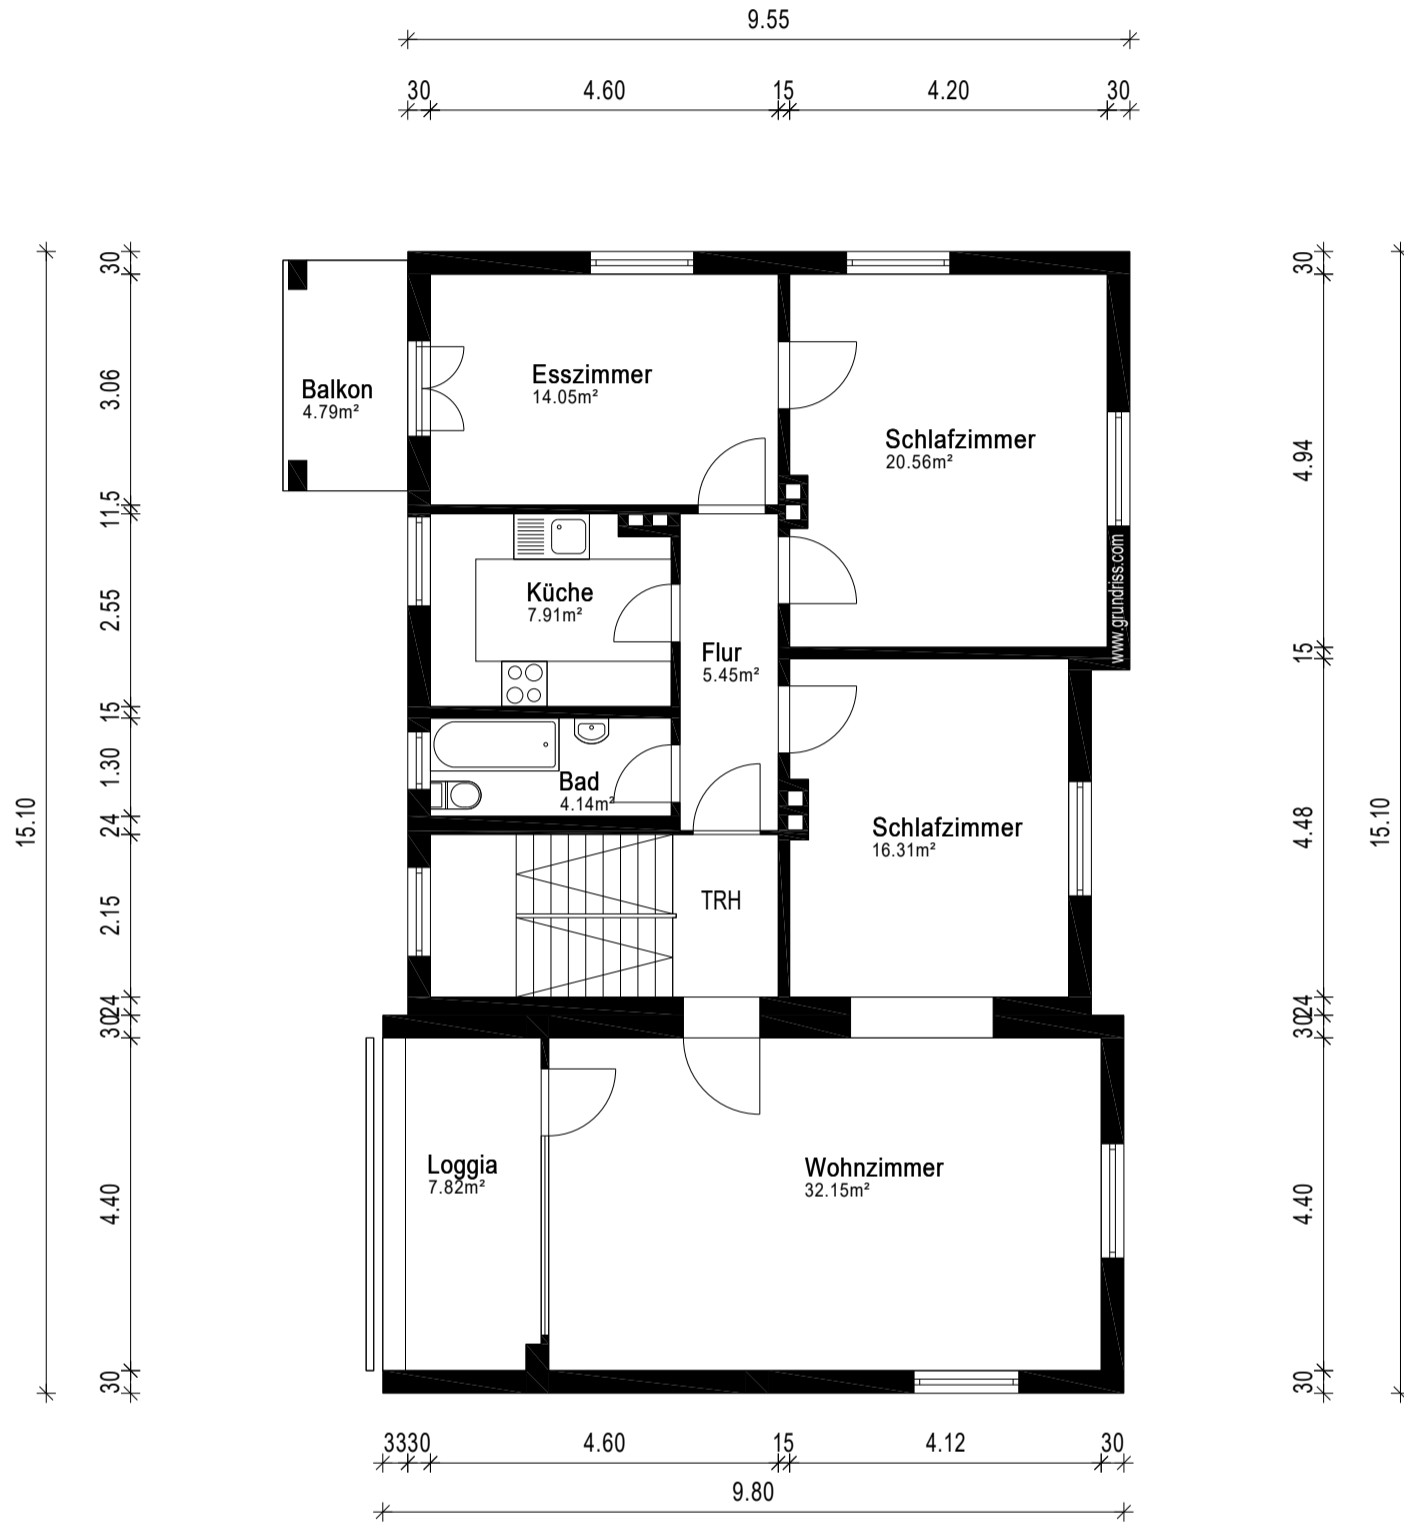 9.55
30 4.60 15 4.20 30
15.10
30
3.06
11.5
2.55
15
1.30
24
2.15
24
30
4.40
30
Balkon
4.79m²
Esszimmer
14.05m²
Schlafzimmer
20.56m²
www.grundriss.com
Küche
7.91m²
Flur
5.45m²
Bad
4.14m²
Schlafzimmer
16.31m²
TRH
Loggia
7.82m²
Wohnzimmer
32.15m²
30
4.94
15
4.48
24
30
4.40
30
15.10
33 30 4.60 15 4.12 30
9.80